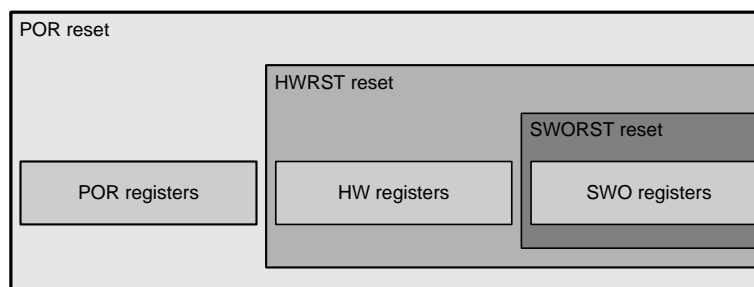 POR reset
HWRST reset
SWORST reset
POR registers
HW registers
SWO registers